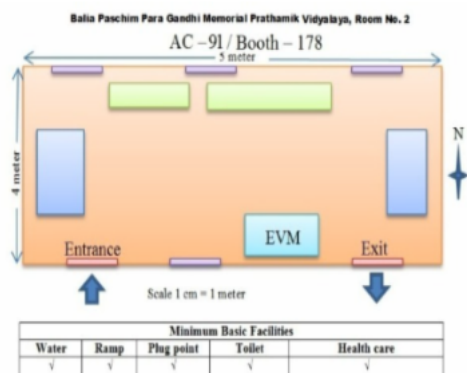 Balia Paschim Para Gandhi Memorial Prathamik Vidyalaya, Room No. 2
AC – 91 / Booth – 178
5 meter
4 meter
N
EVM
Entrance
Exit
Scale 1 cm = 1 meter
Minimum Basic Facilities
Water Ramp Plug point Toilet Health care
√ √ √ √ √